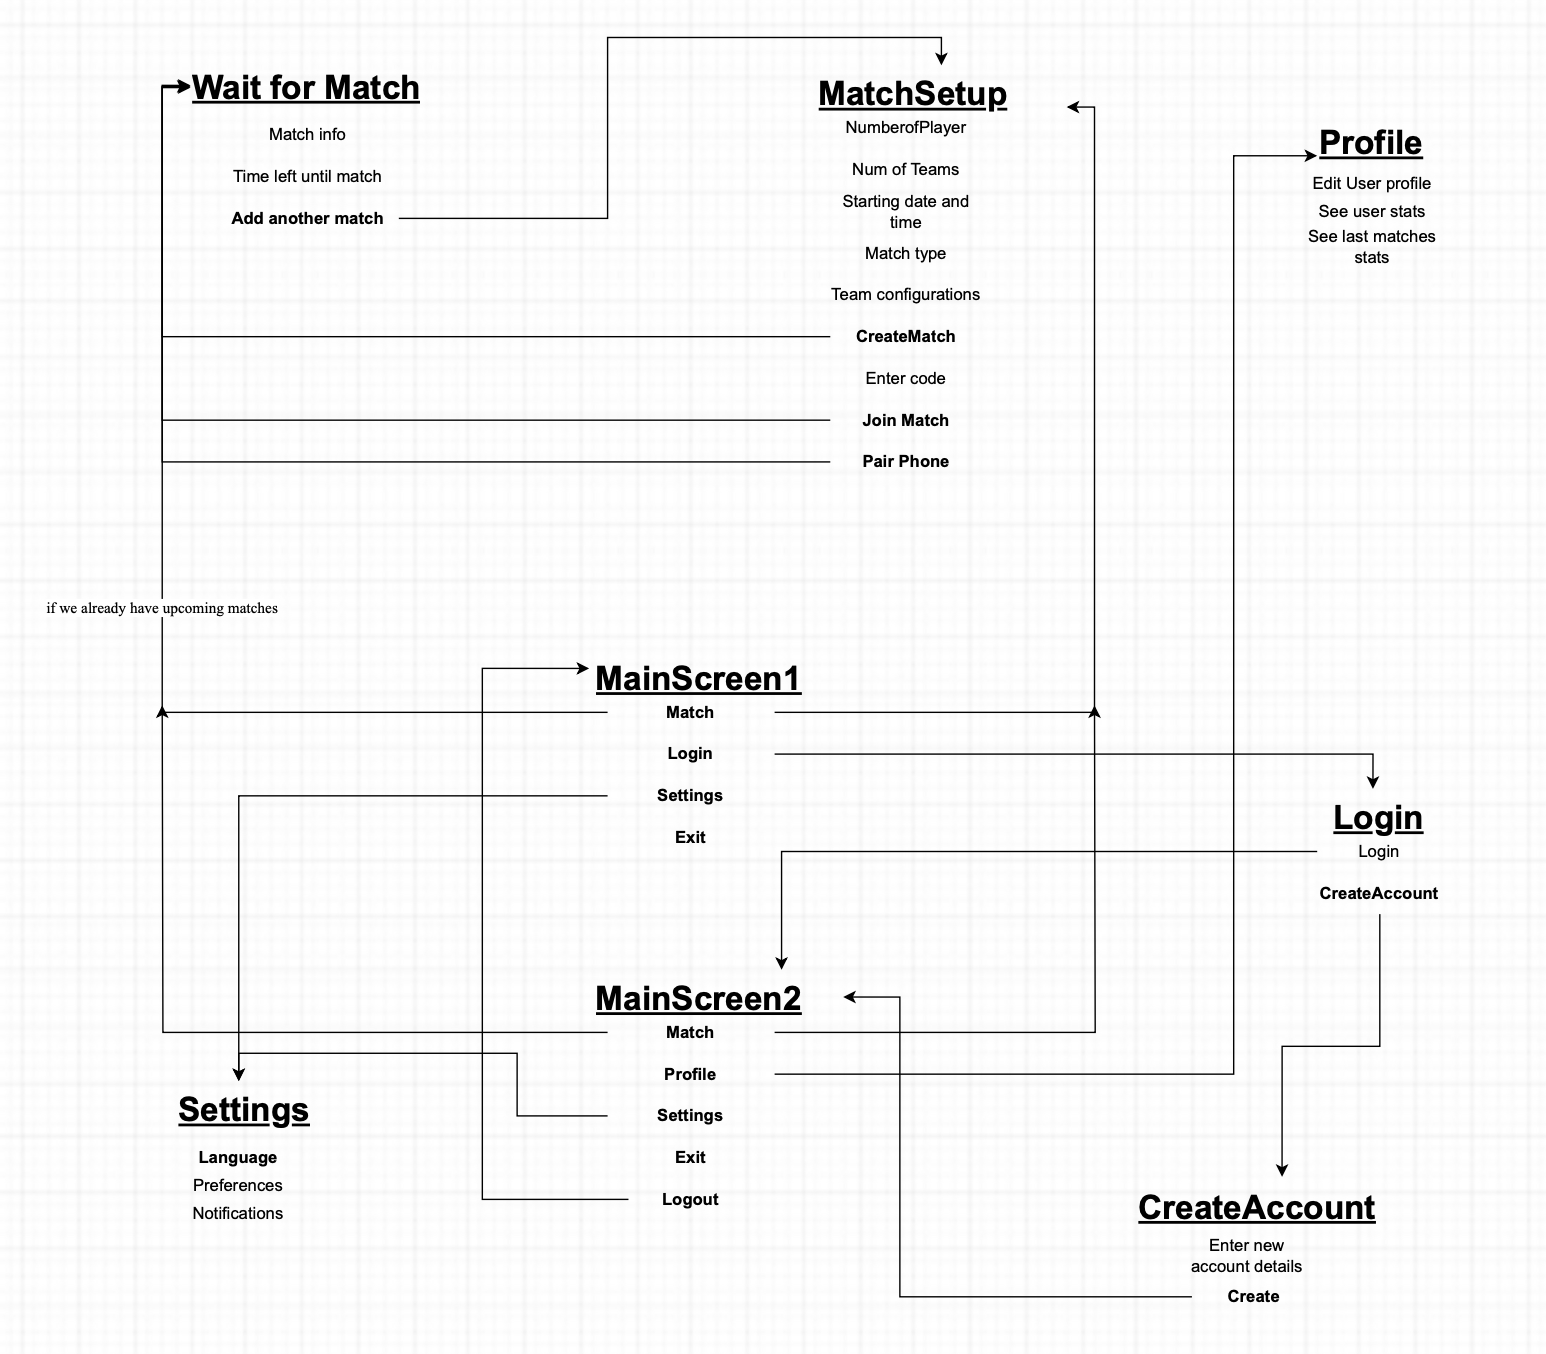 Wait for Match
Match info
Time left until match
Add another match
MatchSetup
NumberofPlayer
Num of Teams
Starting date and
time
Match type
Team configurations
CreateMatch
Enter code
Join Match
Pair Phone
Profile
Edit User profile
See user stats
See last matches
stats
if we already have upcoming matches
MainScreen1
Match
Login
Settings
Exit
Login
Login
CreateAccount
MainScreen2
Match
Profile
Settings
Exit
Logout
Settings
Language
Preferences
Notifications
CreateAccount
Enter new
account details
Create